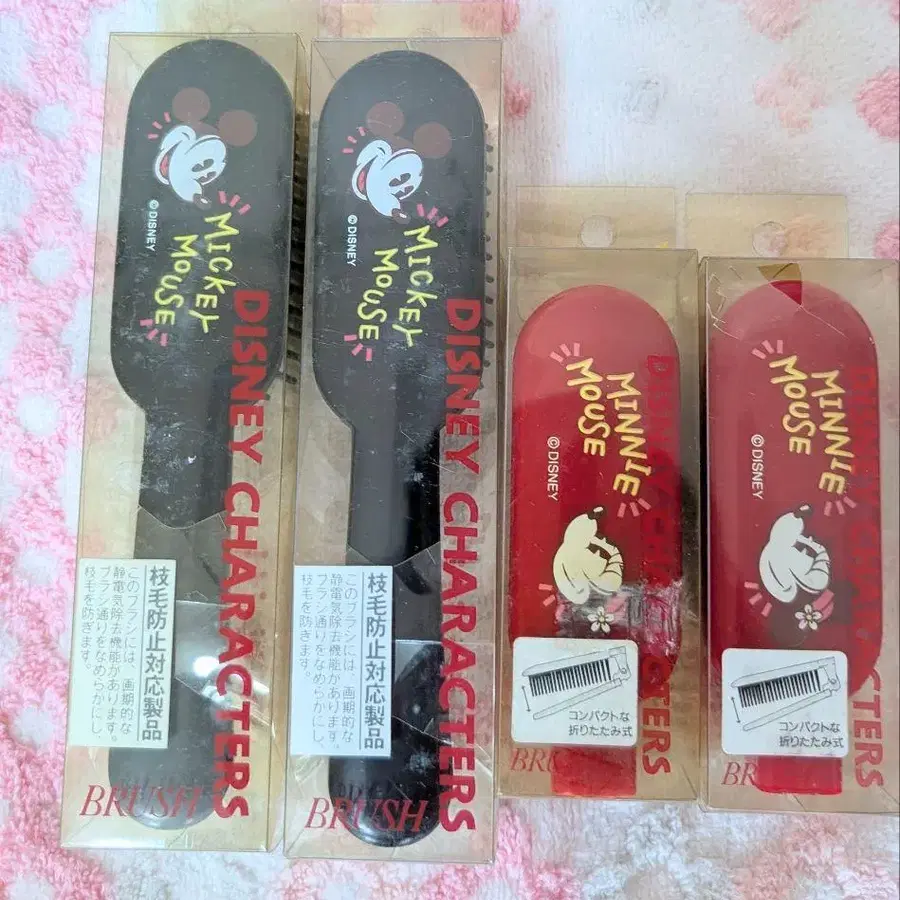 MICKEY
MOUSE
©DISNEY
DISNEY CHARACTERS
枝毛防止対応製品
このブラシには、画期的な
静電気除去機能があります。
ブラシ通りをなめらかにし、
枝毛を防ぎます。
BRUSH
MICKEY
MOUSE
©DISNEY
DISNEY CHARACTERS
枝毛防止対応製品
このブラシには、画期的な
静電気除去機能があります。
ブラシ通りをなめらかにし、
枝毛を防ぎます。
BRUSH
MINNIE
MOUSE
©DISNEY
DISNEY CHARACTERS
コンパクトな
折りたたみ式
MINNIE
MOUSE
©DISNEY
DISNEY CHARACTERS
コンパクトな
折りたたみ式